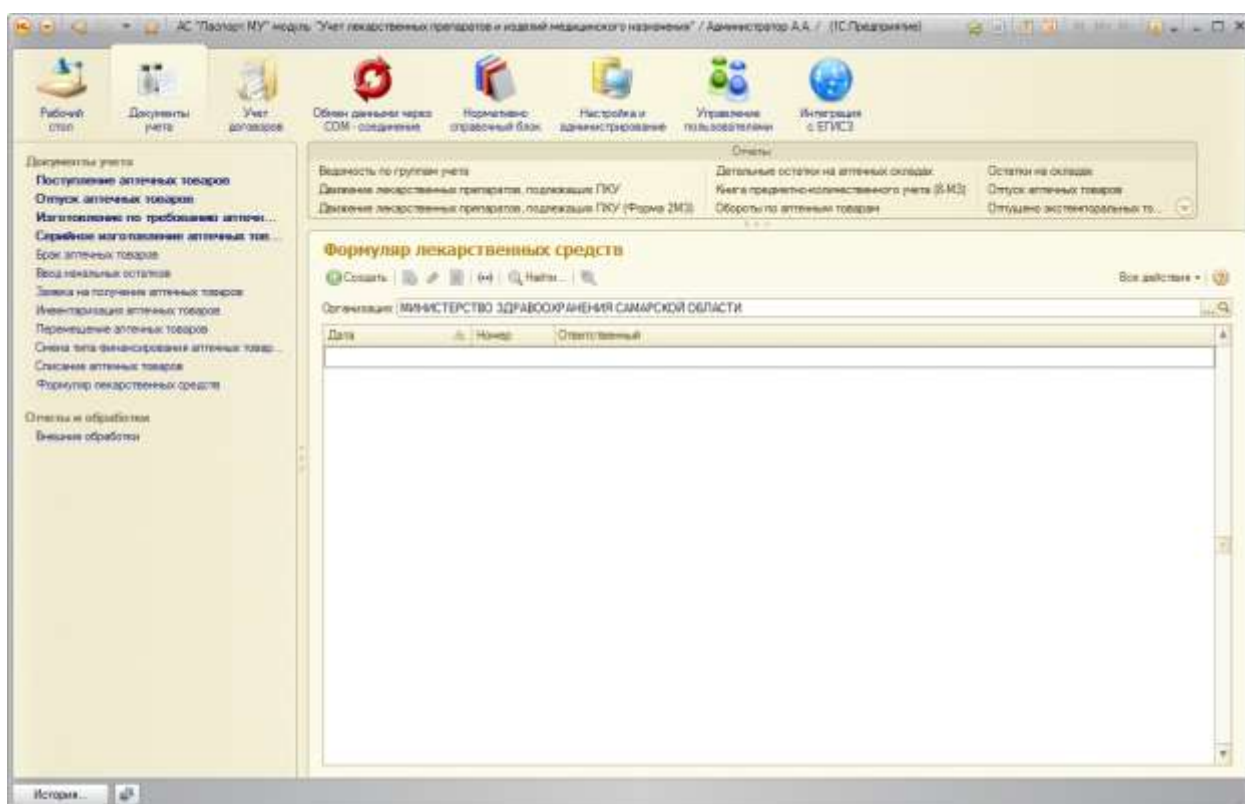 АС "Паспорт МУ" модуль "Учет лекарственных препаратов и изделий медицинского назначения" / Администратор А.А. / (1С:Предприятие)
Рабочий стол
Документы учета
Учет договоров
Обмен данными через COM - соединение
Нормативно справочный блок
Настройка и администрирование
Управление пользователями
Интеграция с ЕГИСЗ
Документы учета
Поступление аптечных товаров
Отпуск аптечных товаров
Изготовление по требованию аптечн...
Серийное изготовление аптечных тов...
Брак аптечных товаров
Ввод начальных остатков
Заявка на получение аптечных товаров
Инвентаризация аптечных товаров
Перемещение аптечных товаров
Смена типа финансирования аптечных товар...
Списание аптечных товаров
Формуляр лекарственных средств
Отчеты и обработки
Внешние обработки
Отчеты
Ведомость по группам учета
Детальные остатки на аптечных складах
Остатки на складах
Движение лекарственных препаратов, подлежащих ПКУ
Книга предметно-количественного учета (8-МЗ)
Отпуск аптечных товаров
Движение лекарственных препаратов, подлежащих ПКУ (Форма 2МЗ)
Обороты по аптечным товарам
Отпущено экстемпоральных то...
Формуляр лекарственных средств
Создать
Найти...
Все действия
Организация: МИНИСТЕРСТВО ЗДРАВООХРАНЕНИЯ САМАРСКОЙ ОБЛАСТИ
Дата
Номер
Ответственный
История...